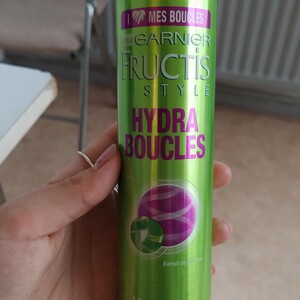 I MES BOUCLES
GARNIER
FRUCTIS
STYLE
HYDRA
BOUCLES